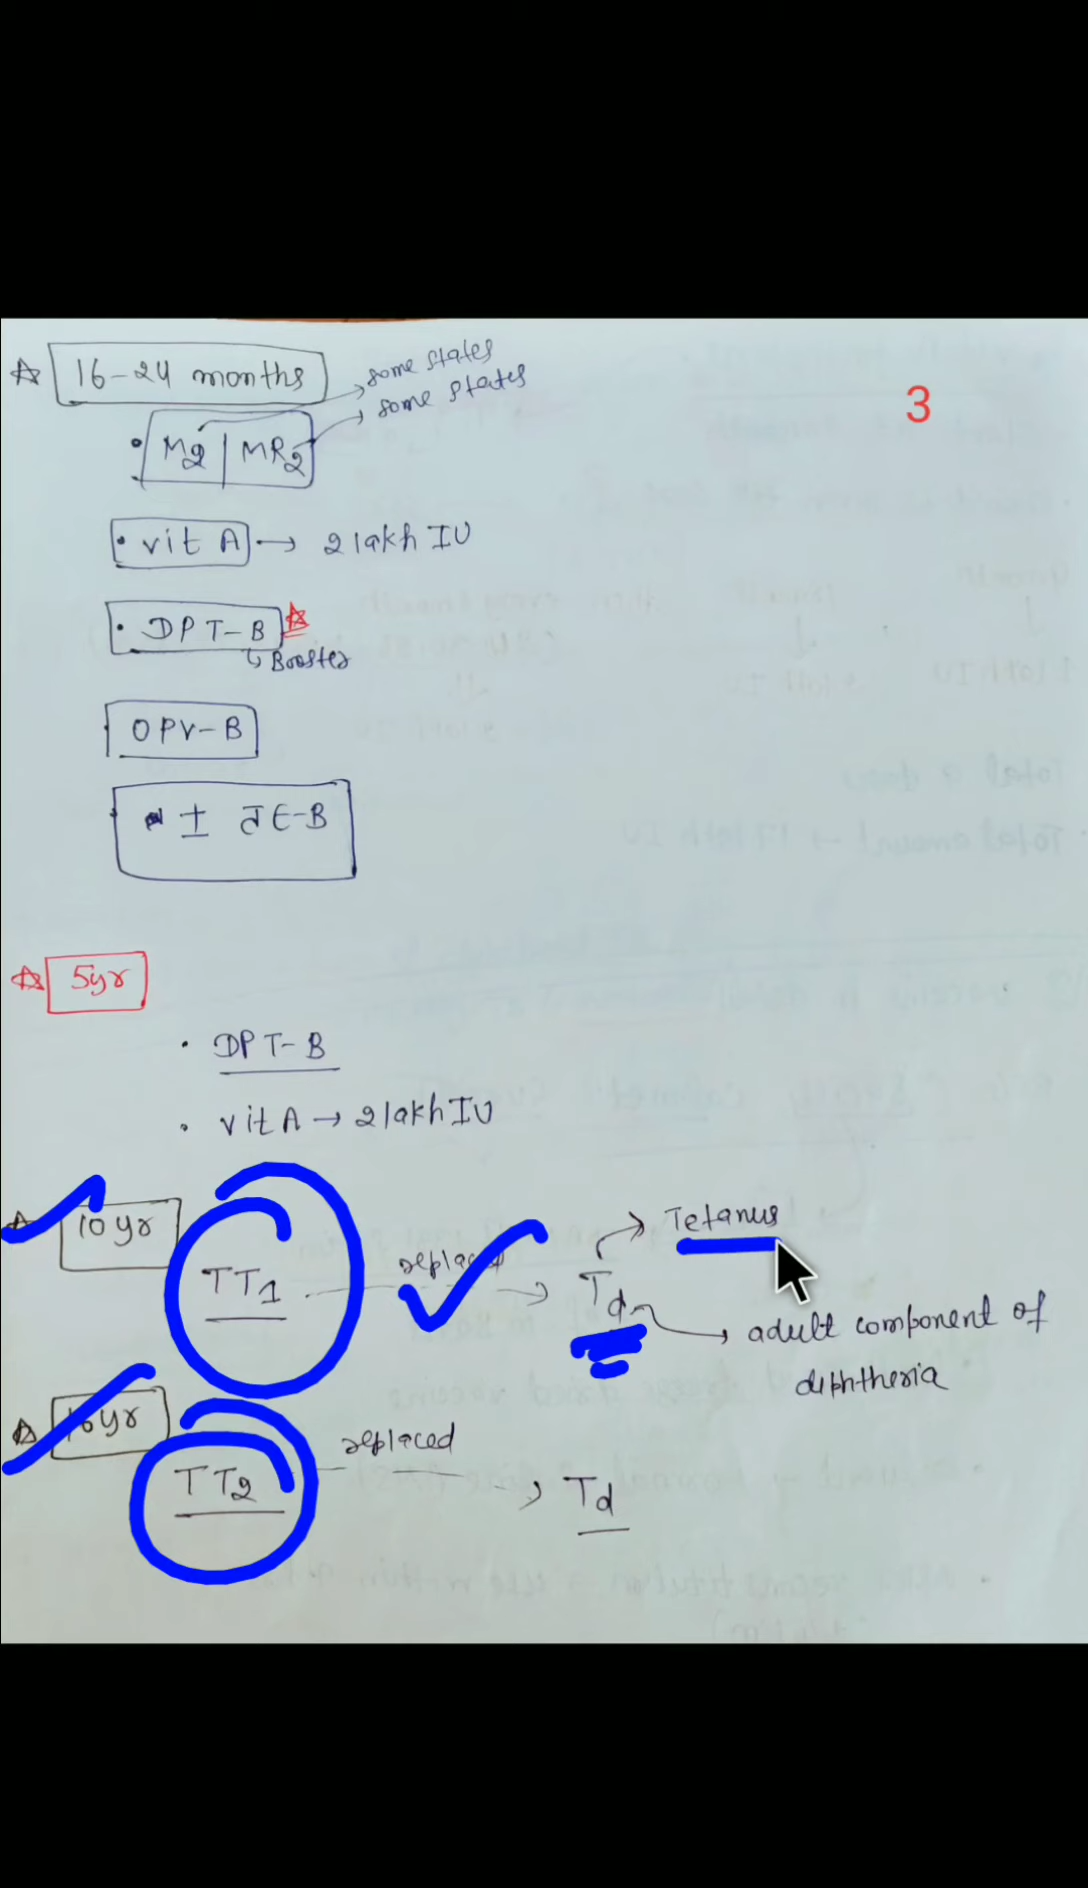 16-24 months
some states
some states
3
M2 | MR2
• vit A → 2 lakh IU
• DPT-B
↳ Booster
OPV-B
± JE-B
5yr
• DPT-B
• vit A → 2 lakh IU
10 yr
TT1 replaced → Td
→ Tetanus
→ adult component of
diphtheria
16 yr
TT2 replaced → Td